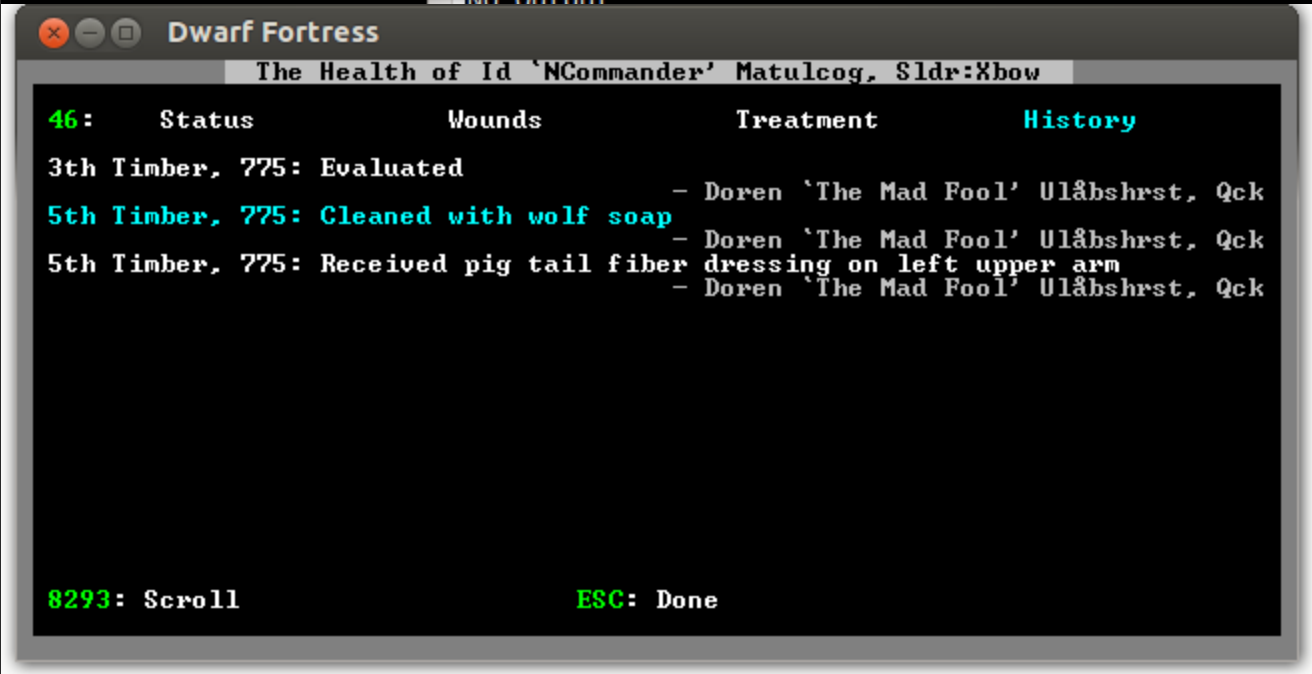 Dwarf Fortress
The Health of Id `NCommander' Matulcog, Sldr:Xbow
46: Status Wounds Treatment History
3th Timber, 775: Evaluated
- Doren `The Mad Fool' Ulåbshrst, Qck
5th Timber, 775: Cleaned with wolf soap
- Doren `The Mad Fool' Ulåbshrst, Qck
5th Timber, 775: Received pig tail fiber dressing on left upper arm
- Doren `The Mad Fool' Ulåbshrst, Qck
8293: Scroll ESC: Done